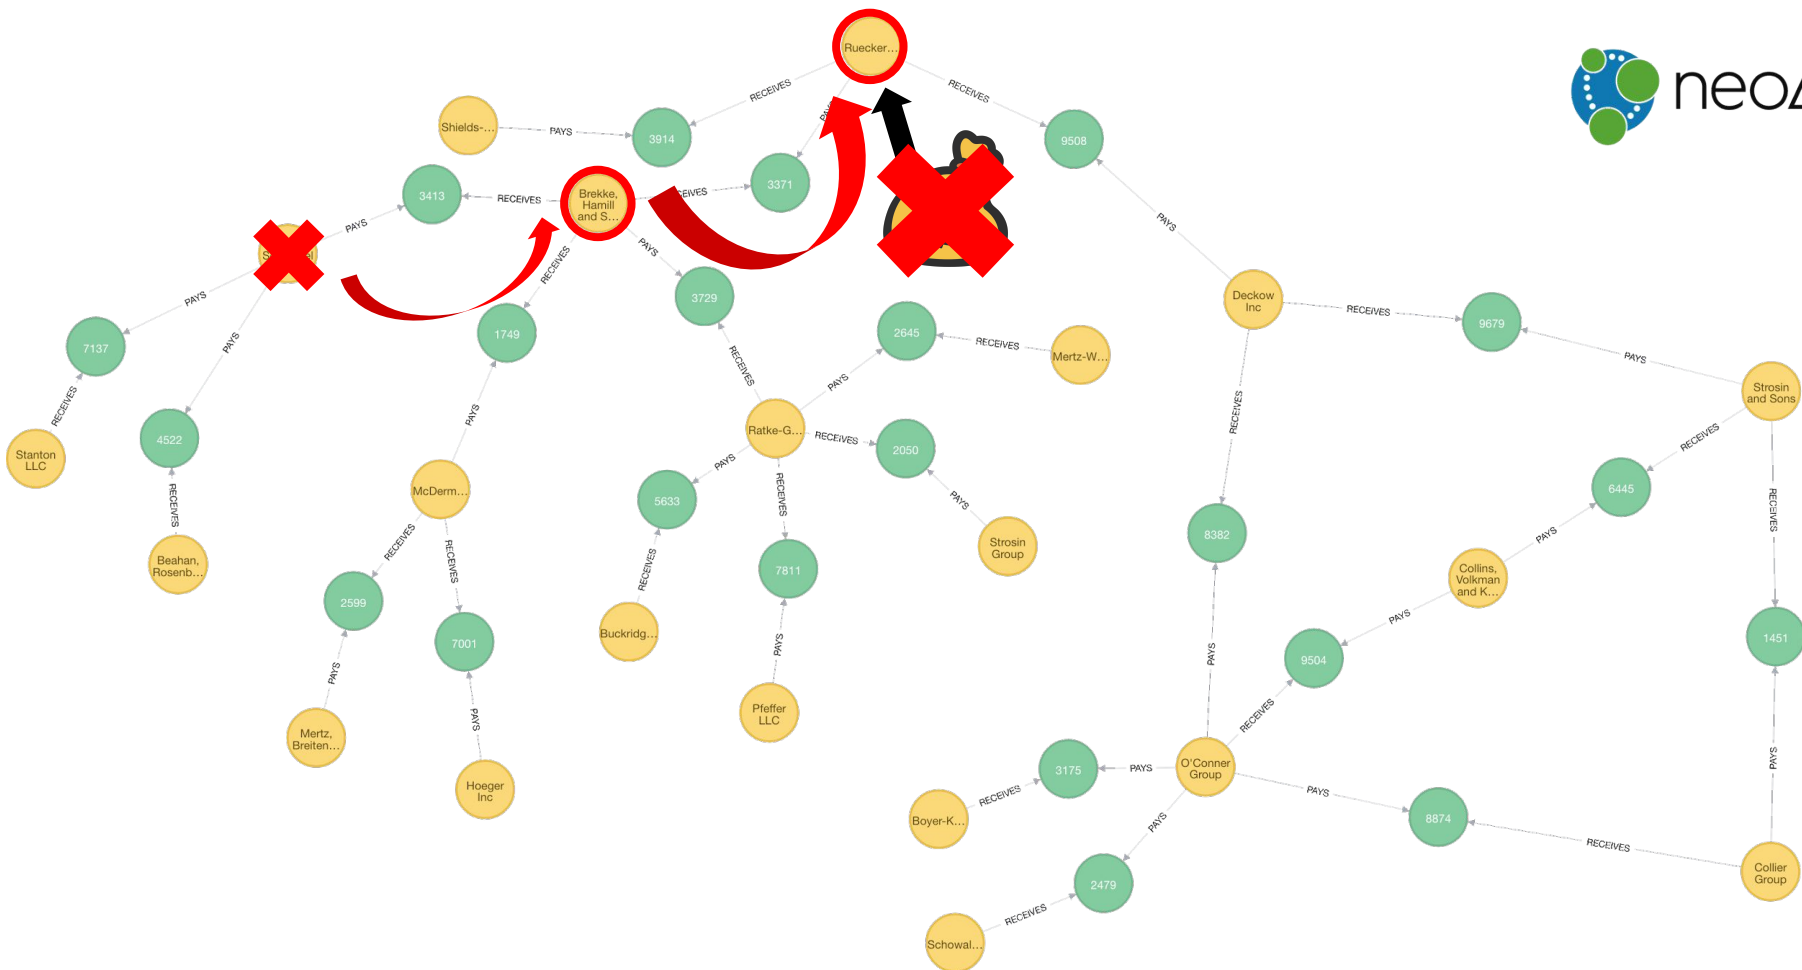 Ruecker…
neo4
RECEIVES
RECEIVES
PAYS
Shields-…
PAYS
3914
9508
3371
3413
RECEIVES
Brekke,
Hamill
and S…
CEIVES
PAYS
PAYS
PAYS
RECEIVES
PAYS
3729
Deckow
Inc
RECEIVES
9679
1749
2645
RECEIVES
Mertz-W…
PAYS
7137
PAYS
RECEIVES
PAYS
PAYS
Strosin
and Sons
RECEIVES
PAYS
RECEIVES
Ratke-G…
RECEIVES
2050
RECEIVES
4522
Stanton
LLC
McDerm…
PAYS
RECEIVES
PAYS
6445
RECEIVES
5633
RECEIVES
8382
PAYS
RECEIVES
RECEIVES
Strosin
Group
Beahan,
Rosenb…
RECEIVES
7811
Collins,
Volkman
and K…
2599
7001
Buckridg…
PAYS
PAYS
PAYS
9504
1451
PAYS
PAYS
Pfeffer
LLC
RECEIVES
Mertz,
Breiten…
Hoeger
Inc
3175
PAYS
O'Conner
Group
PAYS
PAYS
RECEIVES
Boyer-K…
PAYS
8874
RECEIVES
Collier
Group
2479
RECEIVES
Schowal…